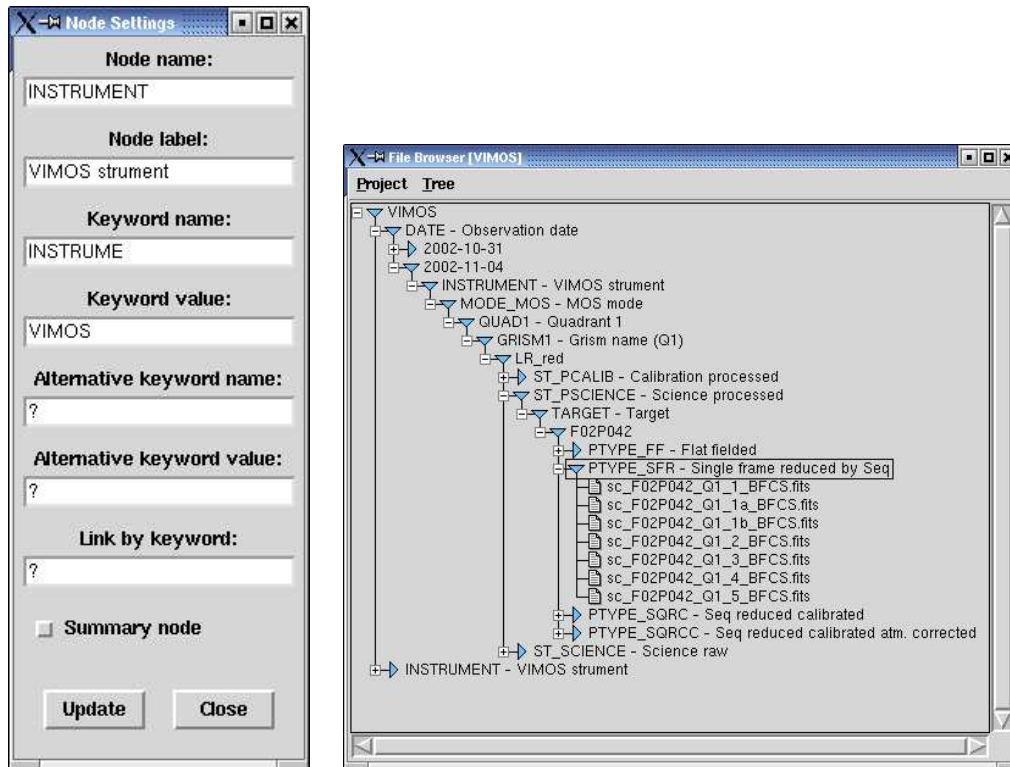 Node Settings
Node name:
INSTRUMENT
Node label:
VIMOS strument
Keyword name:
INSTRUME
Keyword value:
VIMOS
Alternative keyword name:
?
Alternative keyword value:
?
Link by keyword:
?
Summary node
Update Close
File Browser [VIMOS]
Project Tree
VIMOS
DATE - Observation date
2002-10-31
2002-11-04
INSTRUMENT - VIMOS strument
MODE_MOS - MOS mode
QUAD1 - Quadrant 1
GRISM1 - Grism name (Q1)
LR_red
ST_PCALIB - Calibration processed
ST_PSCIENCE - Science processed
TARGET - Target
F02P042
PTYPE_FF - Flat fielded
PTYPE_SFR - Single frame reduced by Seq
sc_F02P042_Q1_1_BFCS.fits
sc_F02P042_Q1_1a_BFCS.fits
sc_F02P042_Q1_1b_BFCS.fits
sc_F02P042_Q1_2_BFCS.fits
sc_F02P042_Q1_3_BFCS.fits
sc_F02P042_Q1_4_BFCS.fits
sc_F02P042_Q1_5_BFCS.fits
PTYPE_SQRC - Seq reduced calibrated
PTYPE_SQRCC - Seq reduced calibrated atm. corrected
ST_SCIENCE - Science raw
INSTRUMENT - VIMOS strument